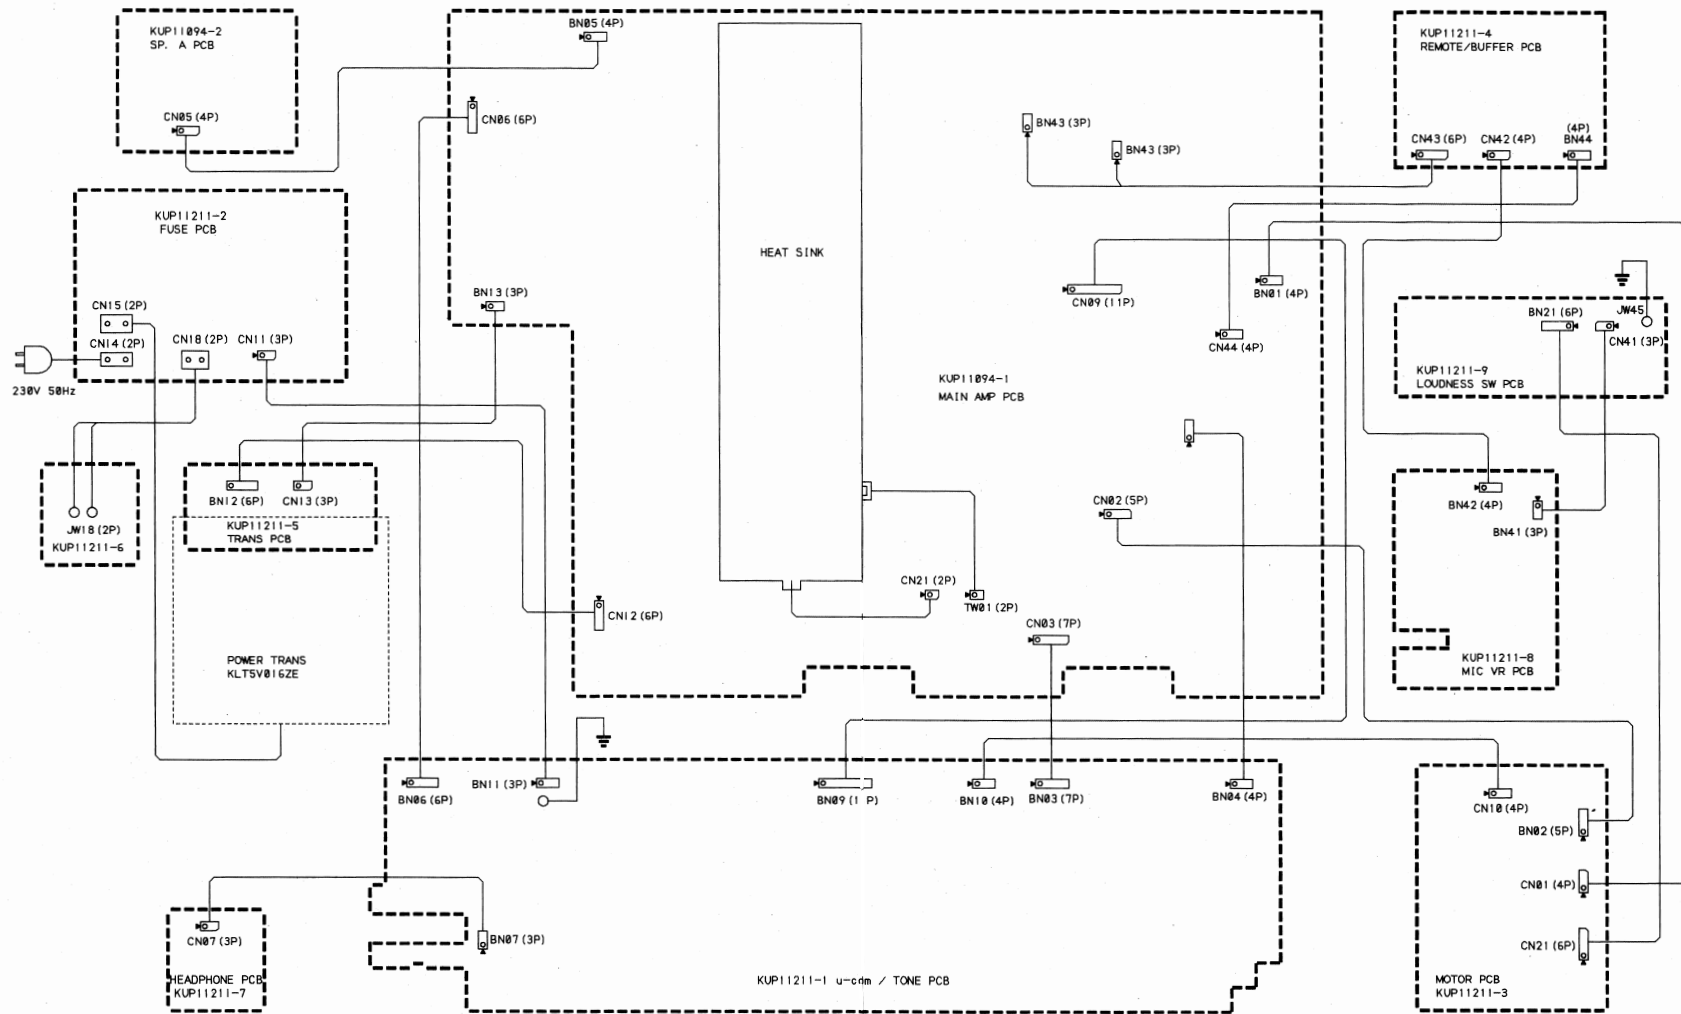 KUP11094-2
SP. A PCB
CN05 (4P)
BN05 (4P)
CN06 (6P)
KUP11211-4
REMOTE/BUFFER PCB
CN43 (6P)
CN42 (4P)
(4P)
BN44
BN43 (3P)
BN43 (3P)
KUP11211-2
FUSE PCB
CN15 (2P)
CN14 (2P)
CN18 (2P)
CN11 (3P)
230V 50Hz
BN13 (3P)
HEAT SINK
CN09 (11P)
BN01 (4P)
CN44 (4P)
BN21 (6P)
JW45
CN41 (3P)
KUP11211-9
LOUDNESS SW PCB
KUP11094-1
MAIN AMP PCB
BN12 (6P)
CN13 (3P)
JW18 (2P)
KUP11211-6
KUP11211-5
TRANS PCB
CN02 (5P)
BN42 (4P)
BN41 (3P)
CN21 (2P)
TW01 (2P)
CN12 (6P)
CN03 (7P)
POWER TRANS
KLT5V016ZE
KUP11211-8
MIC VR PCB
BN06 (6P)
BN11 (3P)
BN09 (1 P)
BN10 (4P)
BN03 (7P)
BN04 (4P)
CN10 (4P)
BN02 (5P)
CN01 (4P)
CN21 (6P)
CN07 (3P)
BN07 (3P)
HEADPHONE PCB
KUP11211-7
KUP11211-1 u-com / TONE PCB
MOTOR PCB
KUP11211-3